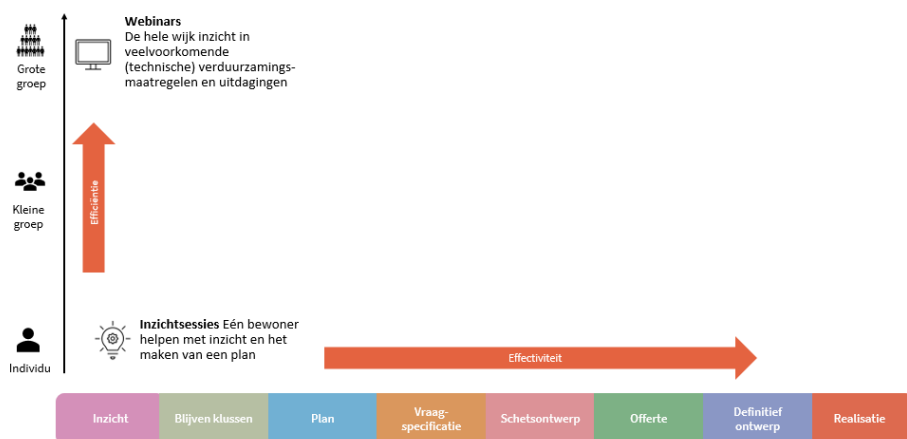 Webinars
De hele wijk inzicht in
veelvoorkomende
(technische) verduurzamings-
maatregelen en uitdagingen
Grote
groep
Efficiëntie
Kleine
groep
Inzichtsessies Eén bewoner
helpen met inzicht en het
maken van een plan
Individu
Effectiviteit
Inzicht
Blijven klussen
Plan
Vraag-
specificatie
Schetsontwerp
Offerte
Definitief
ontwerp
Realisatie